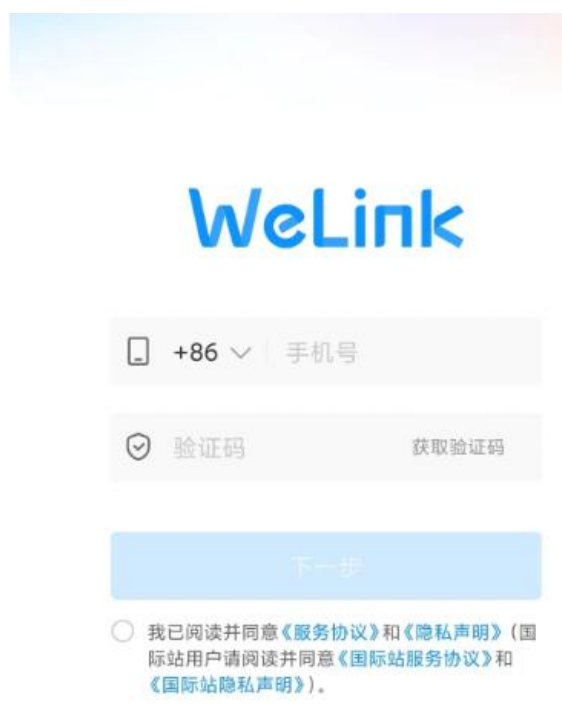 WeLink
+86 手机号
验证码 获取验证码
下一步
我已阅读并同意《服务协议》和《隐私声明》(国
际站用户请阅读并同意《国际站服务协议》和
《国际站隐私声明》)。